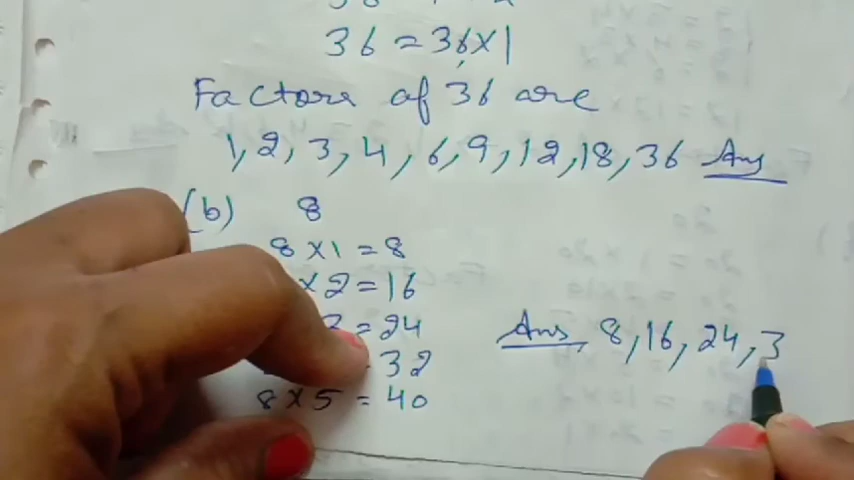 36 = 36×1
Factors of 36 are
1, 2, 3, 4, 6, 9, 12, 18, 36 Ans
(b) 8
8×1 = 8
×2 = 16
= 24
32
8×5 = 40
Ans 8, 16, 24, 3